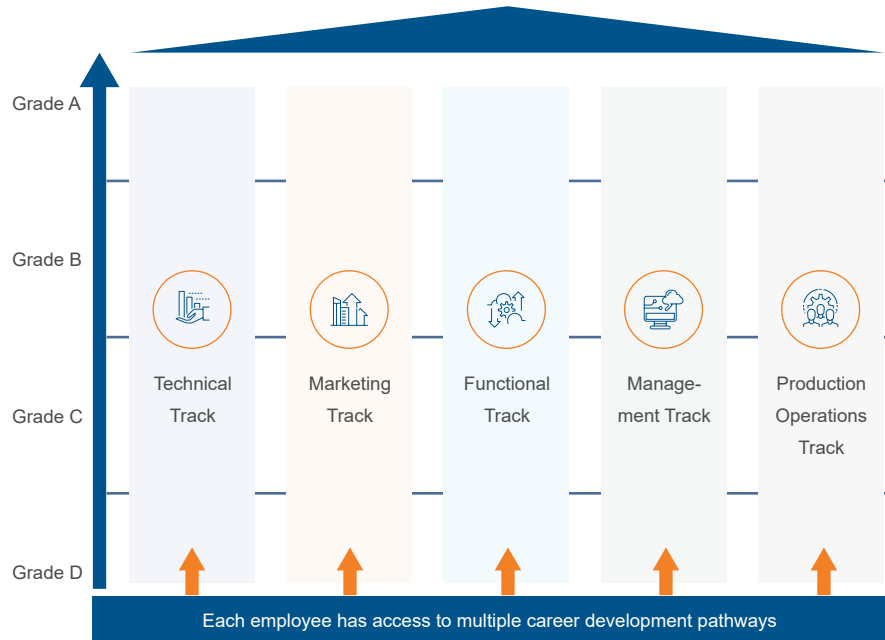 Grade A
Grade B
Grade C
Grade D
Technical
Track
Marketing
Track
Functional
Track
Manage-
ment Track
Production
Operations
Track
Each employee has access to multiple career development pathways